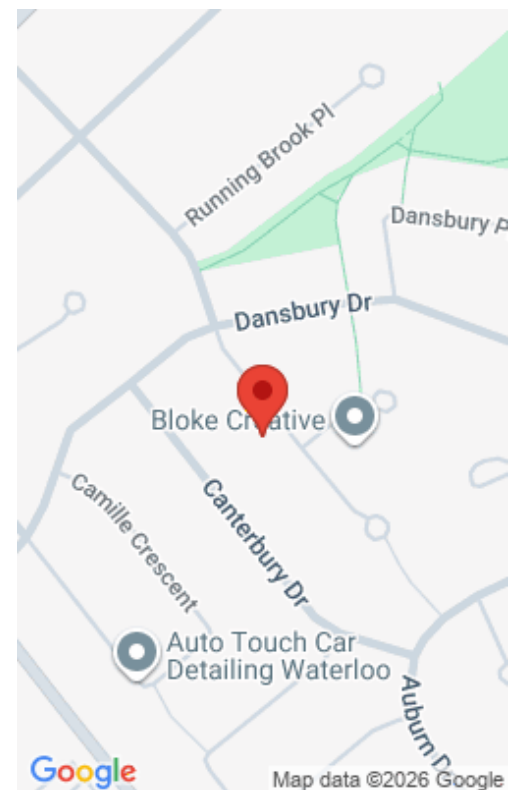 Running Brook Pl
Dansbury P
Dansbury Dr
Bloke Creative
Camille Crescent
Canterbury Dr
Auto Touch Car
Detailing Waterloo
Auburn D
Google
Map data ©2026 Google